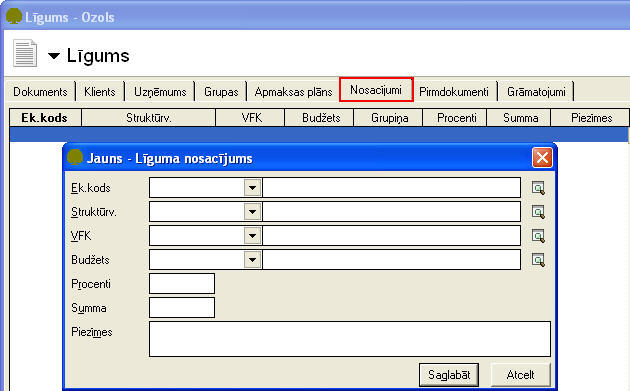 Līgums - Ozols
Līgums
Dokuments Klients Uzņēmums Grupas Apmaksas plāns Nosacījumi Pirmdokumenti Grāmatojumi
Ek.kods Struktūrv. VFK Budžets Grupiņa Procenti Summa Piezīmes
Jauns - Līguma nosacījums
Ek.kods
Struktūrv.
VFK
Budžets
Procenti
Summa
Piezīmes
Saglabāt Atcelt